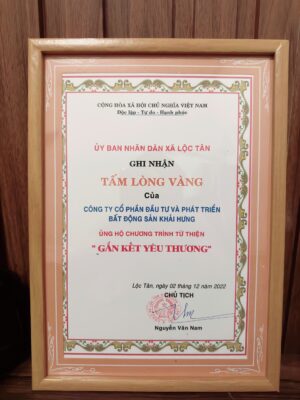 CỘNG HÒA XÃ HỘI CHỦ NGHĨA VIỆT NAM
Độc lập - Tự do - Hạnh phúc
ỦY BAN NHÂN DÂN XÃ LỘC TÂN
GHI NHẬN
TẤM LÒNG VÀNG
Của
CÔNG TY CỔ PHẦN ĐẦU TƯ VÀ PHÁT TRIỂN
BẤT ĐỘNG SẢN KHẢI HƯNG
ỦNG HỘ CHƯƠNG TRÌNH TỪ THIỆN
" GẮN KẾT YÊU THƯƠNG"
Lộc Tân, ngày 02 tháng 12 năm 2022
CHỦ TỊCH
Nguyễn Văn Nam